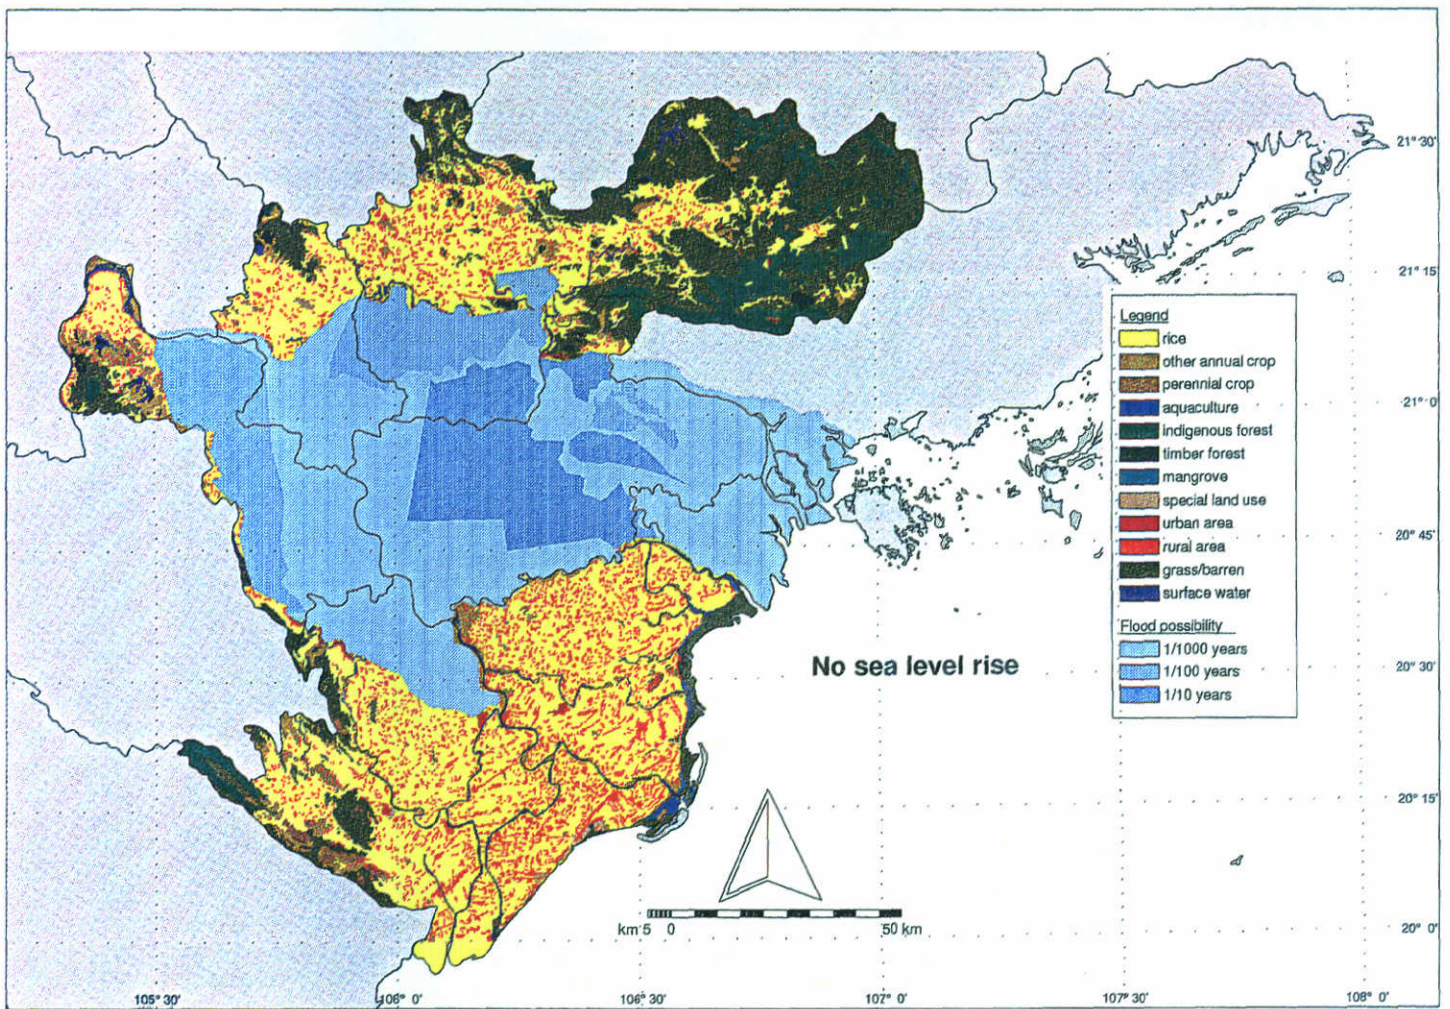 21° 30'
21° 15'
Legend
rice
other annual crop
perennial crop
aquaculture
indigenous forest
timber forest
mangrove
special land use
urban area
rural area
grass/barren
surface water
Flood possibility
1/1000 years
1/100 years
1/10 years
21° 0'
20° 45'
No sea level rise
20° 30'
20° 15'
km 5 0 50 km
20° 0'
105° 30' 106° 0' 106° 30' 107° 0' 107° 30' 108° 0'